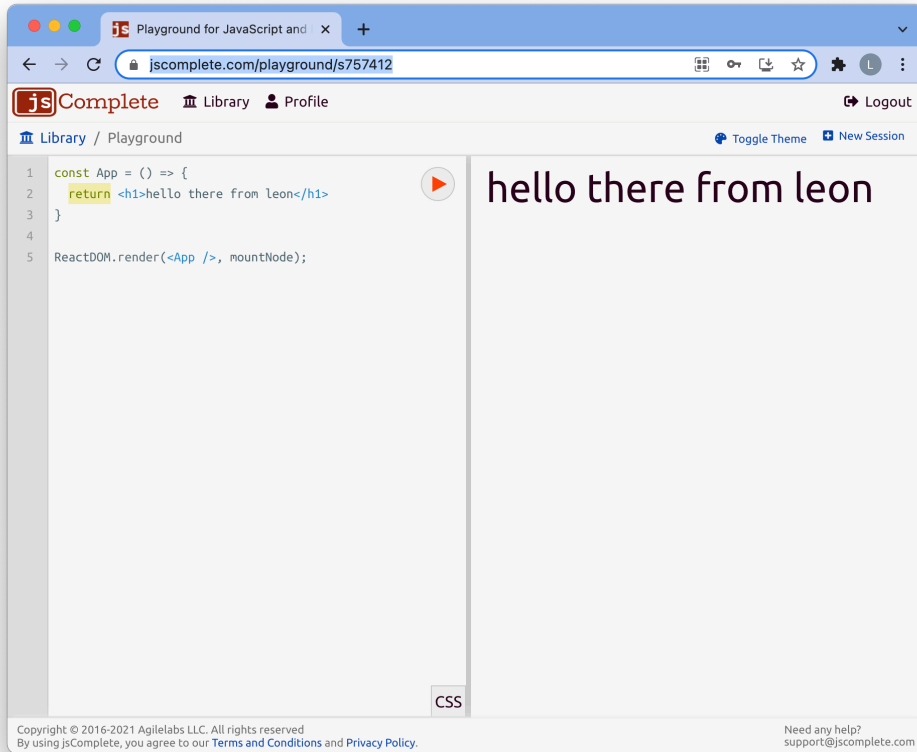 js Playground for JavaScript and
jscomplete.com/playground/s757412
L
jsComplete Library Profile Logout
Library / Playground Toggle Theme New Session
1 const App = () => {
2 return <h1>hello there from leon</h1>
3 }
4
5 ReactDOM.render(<App />, mountNode);
hello there from leon
CSS
Copyright © 2016-2021 Agilelabs LLC. All rights reserved
By using jsComplete, you agree to our Terms and Conditions and Privacy Policy.
Need any help?
support@jscomplete.com